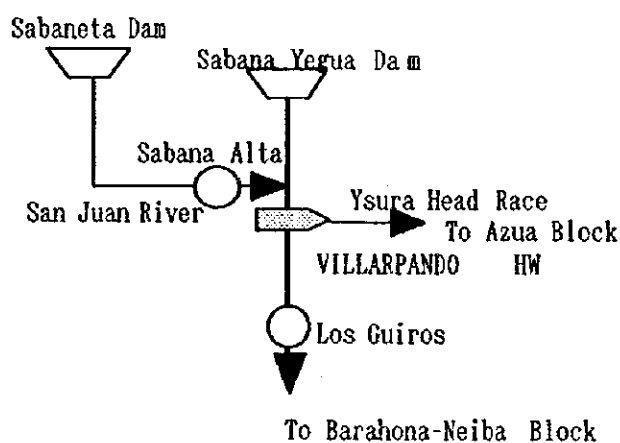 Sabaneta Dam
Sabana Yegua Dam
Sabana Alta
San Juan River
Ysura Head Race
To Azua Block
VILLARPANDO HW
Los Guiros
To Barahona-Neiba Block